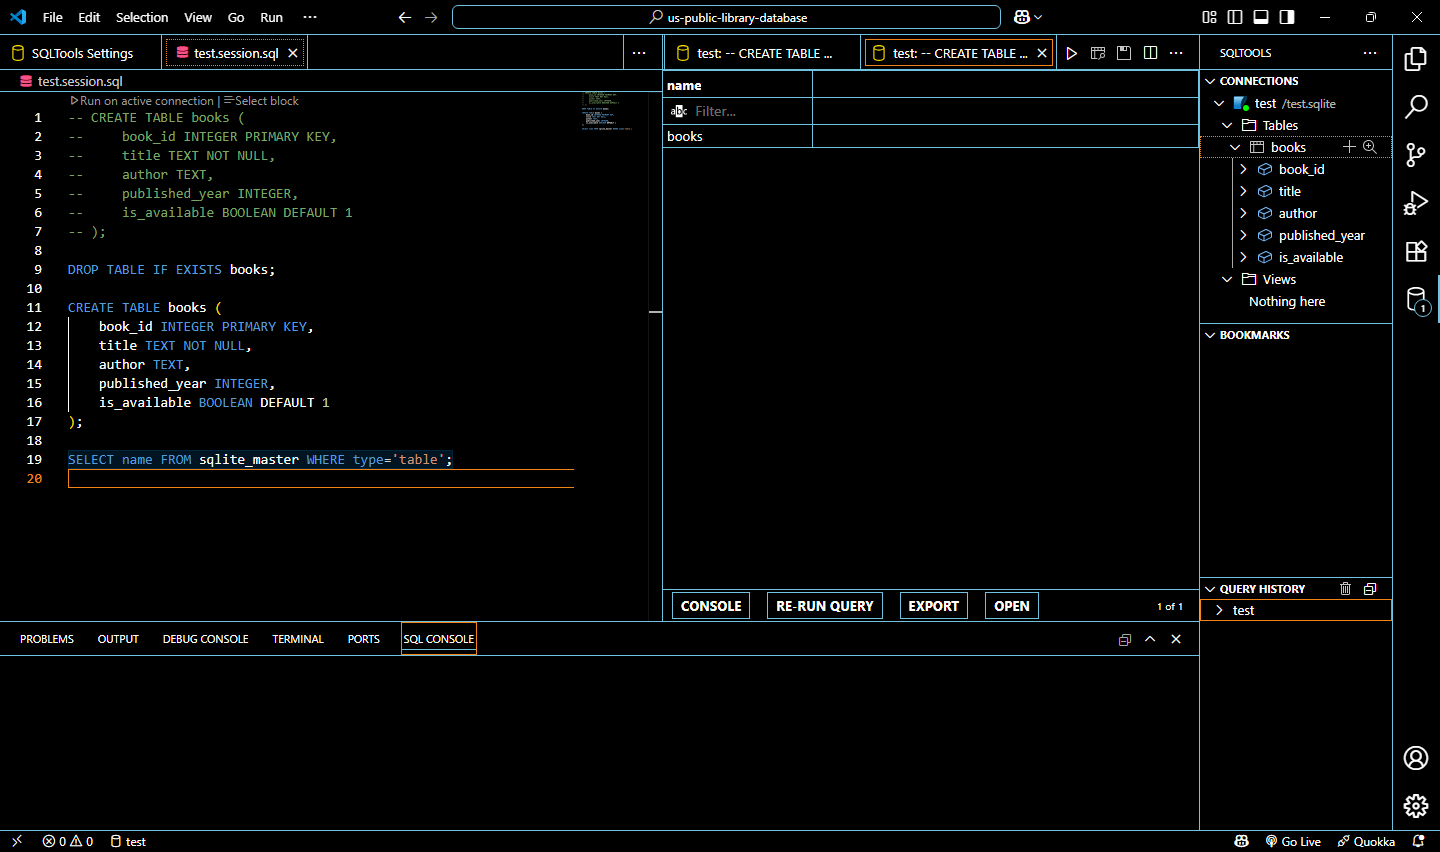 File Edit Selection View Go Run ···
us-public-library-database
SQLTools Settings
test.session.sql
test.session.sql
Run on active connection | Select block
1 -- CREATE TABLE books (
2 --     book_id INTEGER PRIMARY KEY,
3 --     title TEXT NOT NULL,
4 --     author TEXT,
5 --     published_year INTEGER,
6 --     is_available BOOLEAN DEFAULT 1
7 -- );
8
9 DROP TABLE IF EXISTS books;
10
11 CREATE TABLE books (
12     book_id INTEGER PRIMARY KEY,
13     title TEXT NOT NULL,
14     author TEXT,
15     published_year INTEGER,
16     is_available BOOLEAN DEFAULT 1
17 );
18
19 SELECT name FROM sqlite_master WHERE type='table';
20
test: -- CREATE TABLE ...
test: -- CREATE TABLE ...
name
abc Filter...
books
CONSOLE RE-RUN QUERY EXPORT OPEN 1 of 1
SQLTOOLS
CONNECTIONS
test /test.sqlite
Tables
books
book_id
title
author
published_year
is_available
Views
Nothing here
BOOKMARKS
QUERY HISTORY
test
1
PROBLEMS OUTPUT DEBUG CONSOLE TERMINAL PORTS SQL CONSOLE
0 0 test
Go Live Quokka